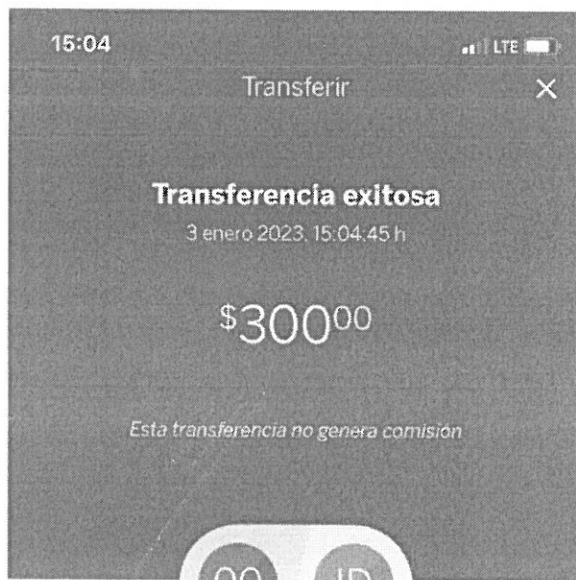 15:04 LTE
Transferir
Transferencia exitosa
3 enero 2023, 15:04:45 h
$300⁰⁰
Esta transferencia no genera comisión